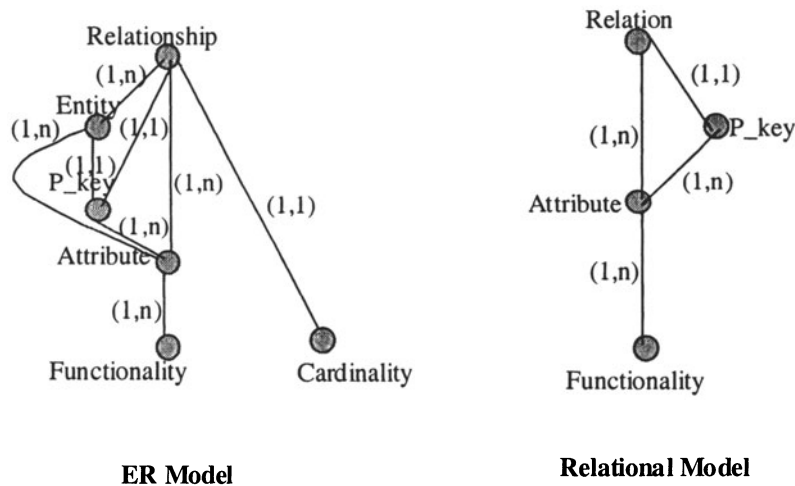 Relationship
(1,n)
Entity
(1,n)
(1,1)
(1,1)
P_key
(1,n)
(1,n)
(1,1)
Attribute
(1,n)
Functionality
Cardinality
ER Model
Relation
(1,1)
P_key
(1,n)
(1,n)
Attribute
(1,n)
Functionality
Relational Model